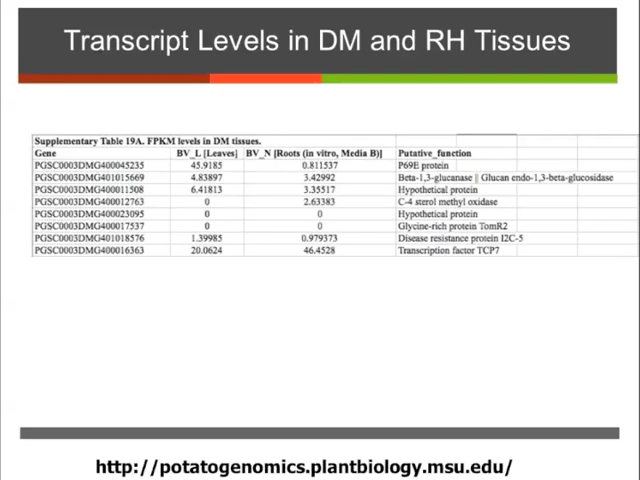 Transcript Levels in DM and RH Tissues
Supplementary Table 19A. FPKM levels in DM tissues.
Gene BV_L [Leaves] BV_N [Roots (in vitro, Media B)] Putative_function
PGSC0003DMG400045235 45.9185 0.811537 P69E protein
PGSC0003DMG401015669 4.83897 3.42992 Beta-1,3-glucanase || Glucan endo-1,3-beta-glucosidase
PGSC0003DMG400011508 6.41813 3.35517 Hypothetical protein
PGSC0003DMG400012763 0 2.63383 C-4 sterol methyl oxidase
PGSC0003DMG400023095 0 0 Hypothetical protein
PGSC0003DMG400017537 0 0 Glycine-rich protein TomR2
PGSC0003DMG401018576 1.39985 0.979373 Disease resistance protein I2C-5
PGSC0003DMG400016363 20.0624 46.4528 Transcription factor TCP7
http://potatogenomics.plantbiology.msu.edu/